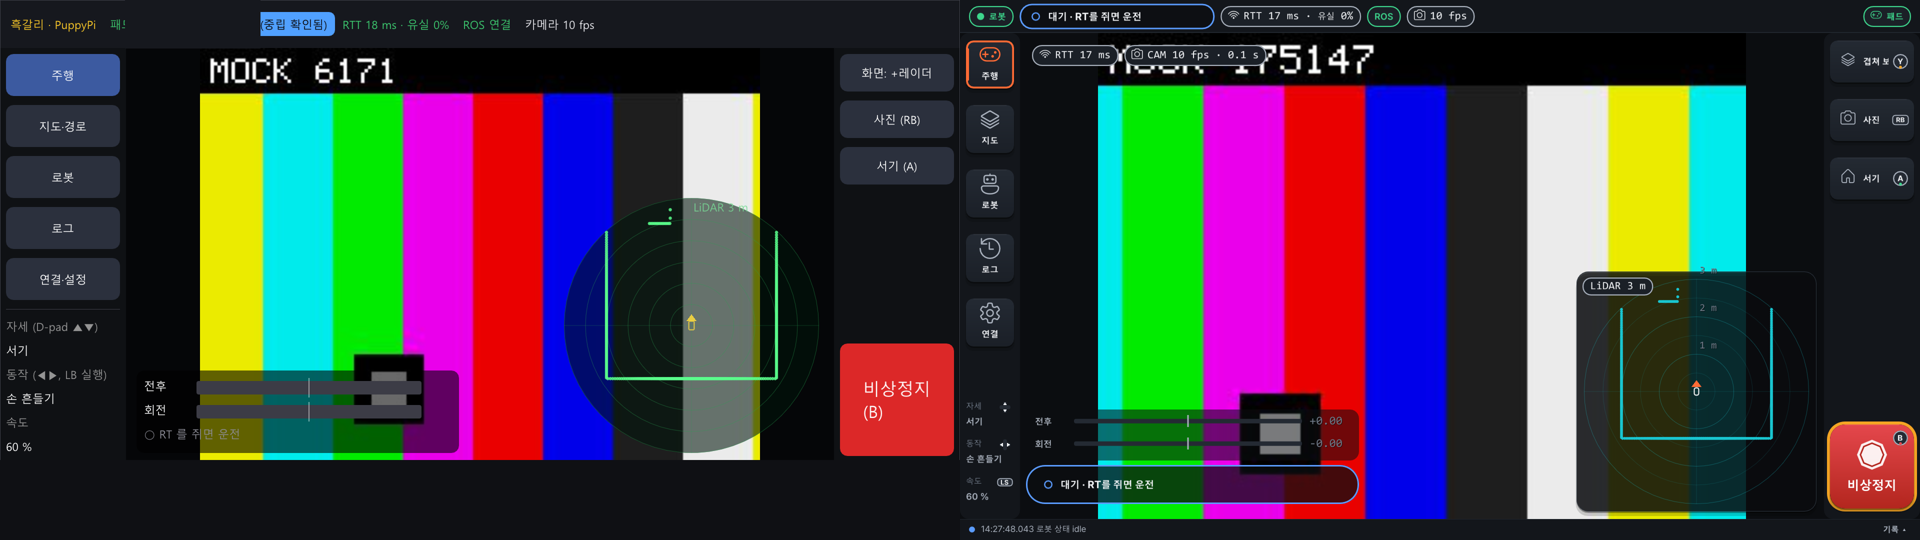 흑갈리 · PuppyPi
(중립 확인됨)
RTT 18 ms · 유실 0%
ROS 연결
카메라 10 fps
주행
지도·경로
로봇
로그
연결·설정
자세 (D-pad ▲▼)
서기
동작 (◀▶, LB 실행)
손 흔들기
속도
60 %
MOCK 6171
LiDAR 3 m
전후
회전
○ RT 를 쥐면 운전
화면: +레이더
사진 (RB)
서기 (A)
비상정지
(B)
로봇
대기 · RT를 쥐면 운전
RTT 17 ms · 유실 0%
ROS
10 fps
패드
주행
지도
로봇
로그
연결
자세
서기
동작
손 흔들기
속도 LS
60 %
RTT 17 ms
CAM 10 fps · 0.1 s
MOCK 175147
LiDAR 3 m
3 m
2 m
1 m
전후 +0.00
회전 -0.00
대기 · RT를 쥐면 운전
겹쳐 보 Y
사진 RB
서기 A
B
비상정지
14:27:48.043 로봇 상태 idle
기록